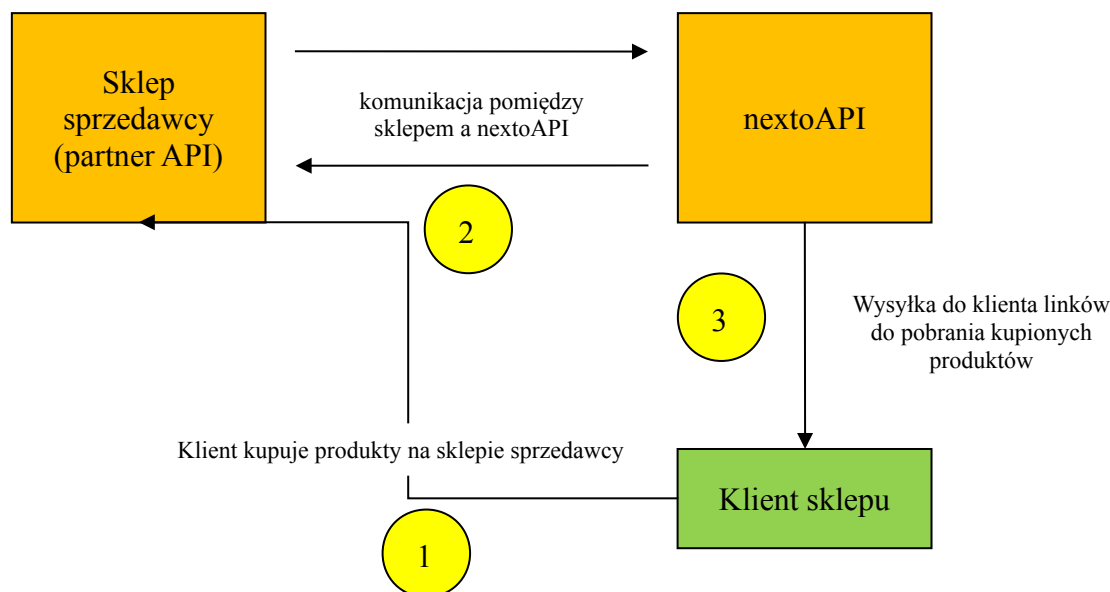 Sklep
sprzedawcy
(partner API)
komunikacja pomiędzy
sklepem a nextoAPI
nextoAPI
2
3
Wysyłka do klienta linków
do pobrania kupionych
produktów
Klient kupuje produkty na sklepie sprzedawcy
Klient sklepu
1